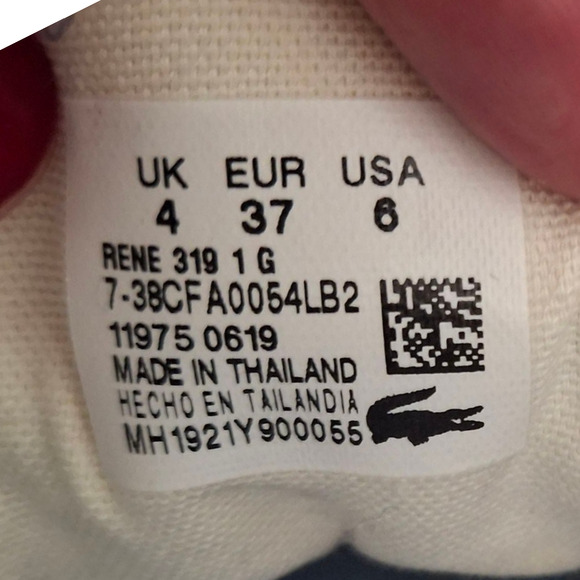 UK EUR USA
4 37 6
RENE 319 1 G
7-38CFA0054LB2
11975 0619
MADE IN THAILAND
HECHO EN TAILANDIA
MH1921Y900055